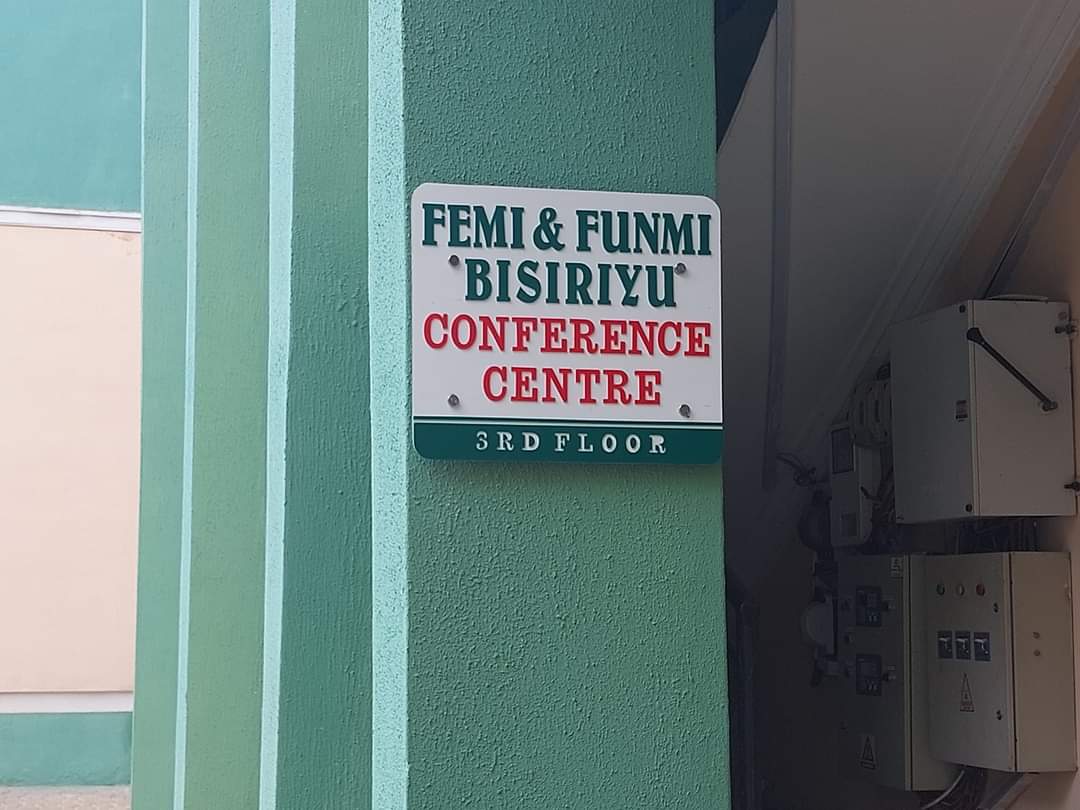 FEMI & FUNMI
BISIRIYU
CONFERENCE
CENTRE
3RD FLOOR